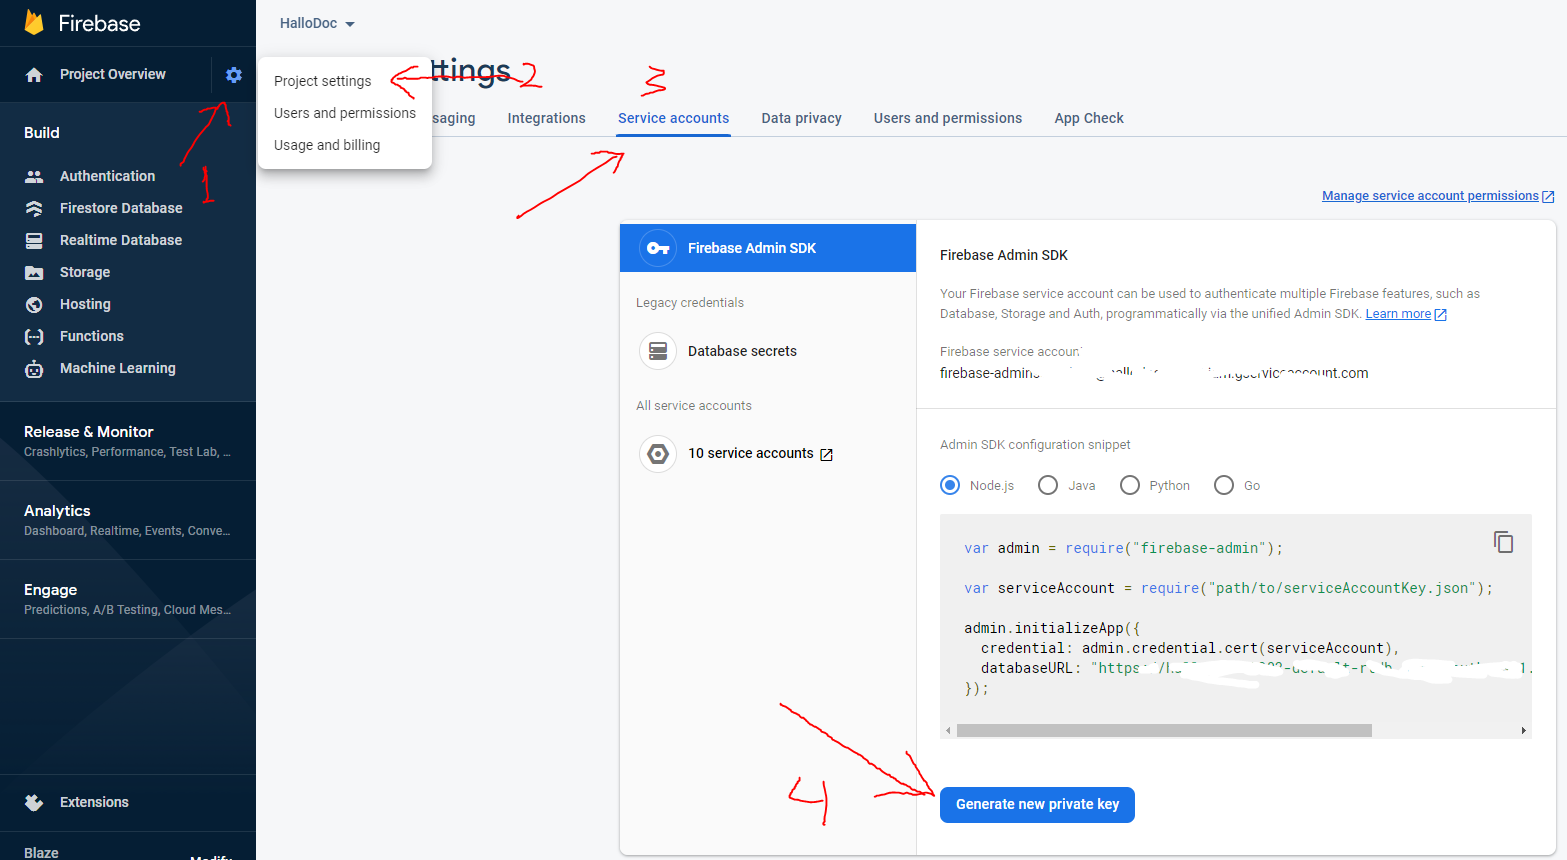 Firebase
HalloDoc
Project Overview
Project settings
Users and permissions
Usage and billing
ttings
1
2
3
saging
Integrations
Service accounts
Data privacy
Users and permissions
App Check
Build
Authentication
Firestore Database
Realtime Database
Storage
Hosting
Functions
Machine Learning
Release & Monitor
Crashlytics, Performance, Test Lab, ...
Analytics
Dashboard, Realtime, Events, Conve...
Engage
Predictions, A/B Testing, Cloud Mes...
Extensions
Blaze
Modify
Manage service account permissions
Firebase Admin SDK
Legacy credentials
Database secrets
All service accounts
10 service accounts
Firebase Admin SDK
Your Firebase service account can be used to authenticate multiple Firebase features, such as
Database, Storage and Auth, programmatically via the unified Admin SDK. Learn more
Firebase service account
firebase-admins
.gserviceaccount.com
Admin SDK configuration snippet
Node.js
Java
Python
Go
var admin = require("firebase-admin");
var serviceAccount = require("path/to/serviceAccountKey.json");
admin.initializeApp({
credential: admin.credential.cert(serviceAccount),
databaseURL: "https
});
4
Generate new private key